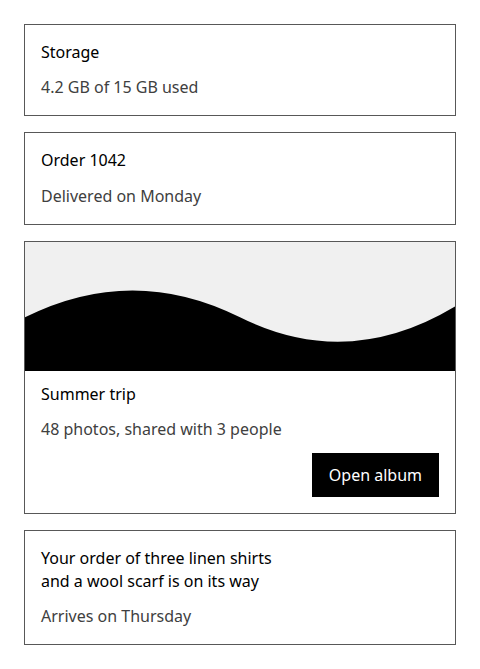 Storage
4.2 GB of 15 GB used
Order 1042
Delivered on Monday
Summer trip
48 photos, shared with 3 people
Open album
Your order of three linen shirts
and a wool scarf is on its way
Arrives on Thursday